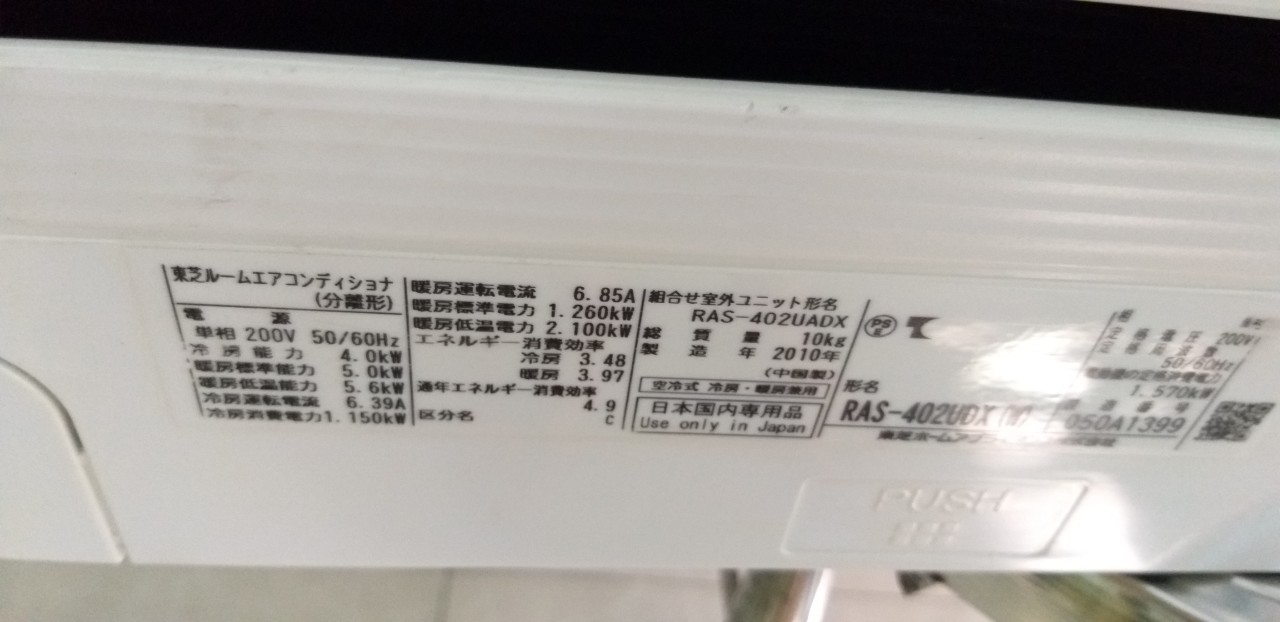 東芝ルームエアコンディショナ
(分離形)
電 源
単相 200V 50/60Hz
冷房能力 4.0kW
暖房標準能力 5.0kW
暖房低温能力 5.6kW
冷房運転電流 6.39A
冷房消費電力 1.150kW
暖房運転電流 6.85A
暖房標準電力 1.260kW
暖房低温電力 2.100kW
エネルギー消費効率
冷房 3.48
暖房 3.97
通年エネルギー消費効率
4.9
区分名 C
組合せ室外ユニット形名
RAS-402UADX
総質量 10kg
製造年 2010年
(中国製)
空冷式 冷房・暖房兼用
日本国内専用品
Use only in Japan
PS
E
形名
RAS-402UDX
200V
50/60Hz
1.570kW
製造番号
050A1399
PUSH